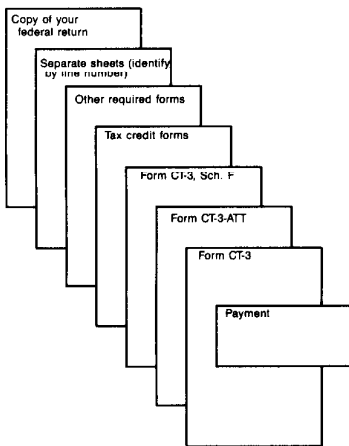 Copy of your
federal return
Separate sheets (identify
by line number)
Other required forms
Tax credit forms
Form CT-3, Sch. F
Form CT-3-ATT
Form CT-3
Payment